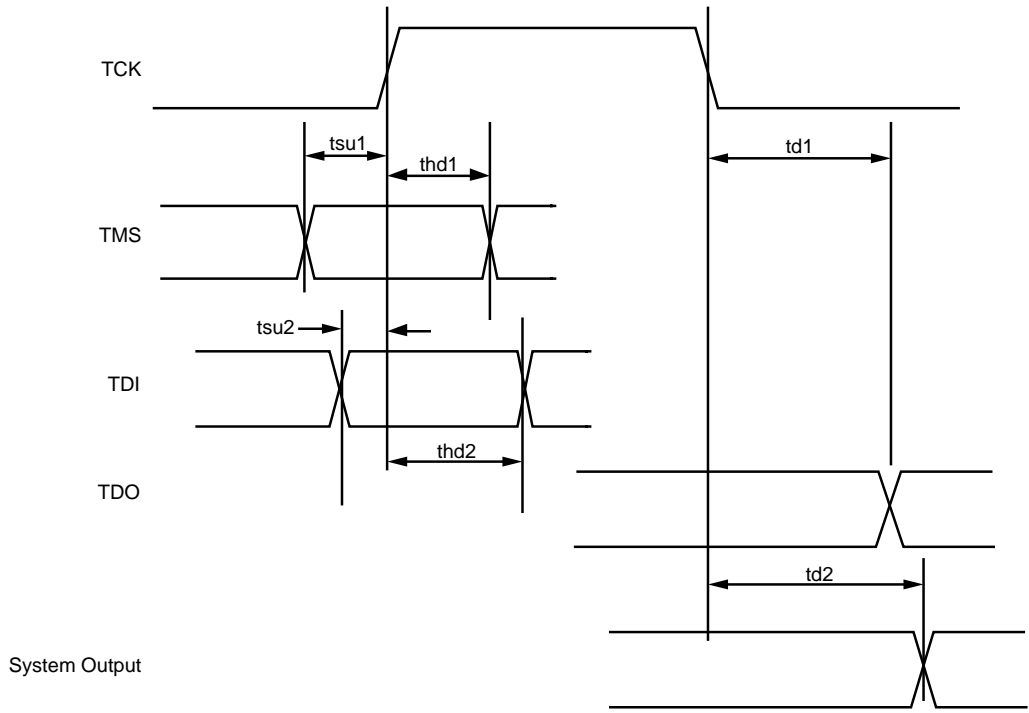 TCK
tsu1
thd1
td1
TMS
tsu2
TDI
thd2
TDO
td2
System Output